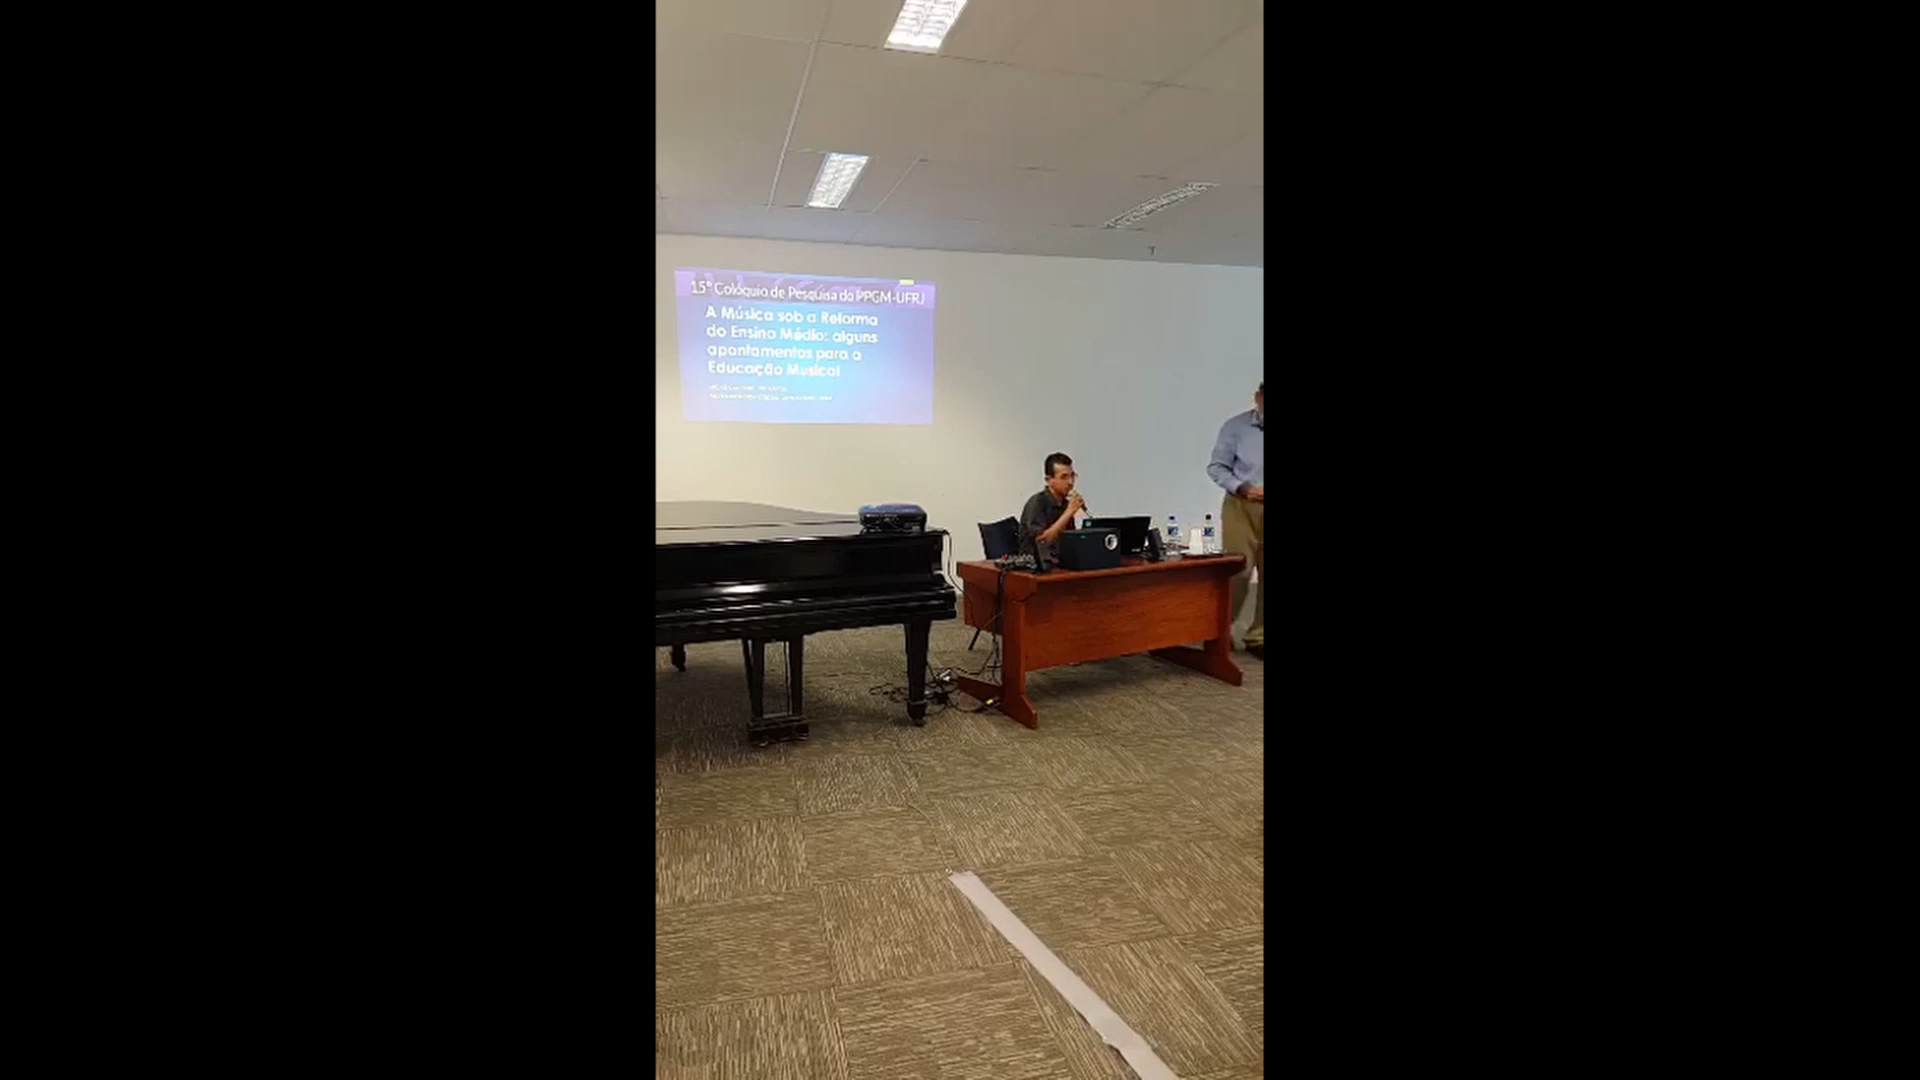 15º Colóquio de Pesquisa do PPGM-UFRJ
A Música sob a Reforma
do Ensino Médio: alguns
apontamentos para a
Educação Musical